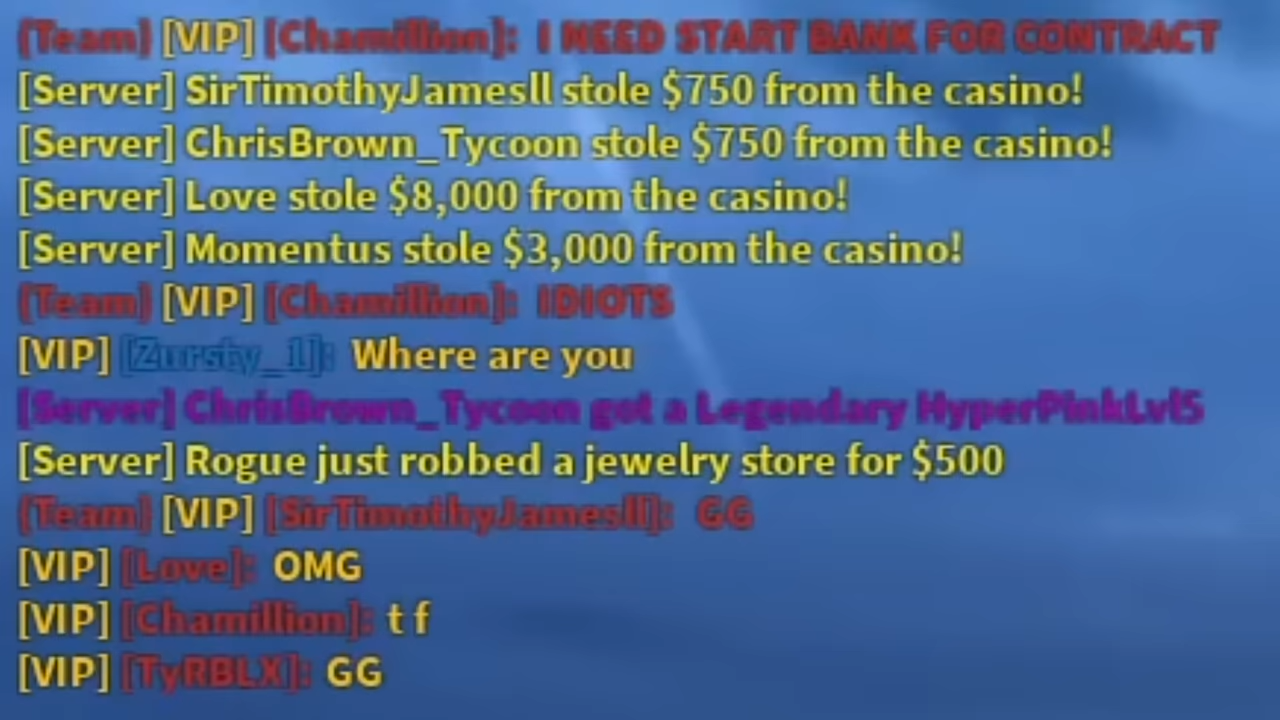 {Team} [VIP] [Chamillion]: I NEED START BANK FOR CONTRACT
[Server] SirTimothyJamesll stole $750 from the casino!
[Server] ChrisBrown_Tycoon stole $750 from the casino!
[Server] Love stole $8,000 from the casino!
[Server] Momentus stole $3,000 from the casino!
{Team} [VIP] [Chamillion]: IDIOTS
[VIP] [Zursty_1]: Where are you
[Server] ChrisBrown_Tycoon got a Legendary HyperPinkLvl5
[Server] Rogue just robbed a jewelry store for $500
{Team} [VIP] [SirTimothyJamesll]: GG
[VIP] [Love]: OMG
[VIP] [Chamillion]: t f
[VIP] [TyRBLX]: GG